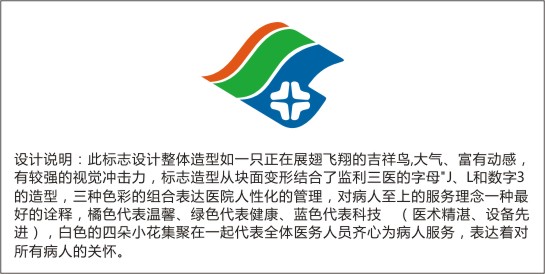 设计说明：此标志设计整体造型如一只正在展翅飞翔的吉祥鸟,大气、富有动感，
有较强的视觉冲击力，标志造型从块面变形结合了监利三医的字母"J、L和数字3
的造型，三种色彩的组合表达医院人性化的管理，对病人至上的服务理念一种最
好的诠释，橘色代表温馨、绿色代表健康、蓝色代表科技　（医术精湛、设备先
进），白色的四朵小花集聚在一起代表全体医务人员齐心为病人服务，表达着对
所有病人的关怀。